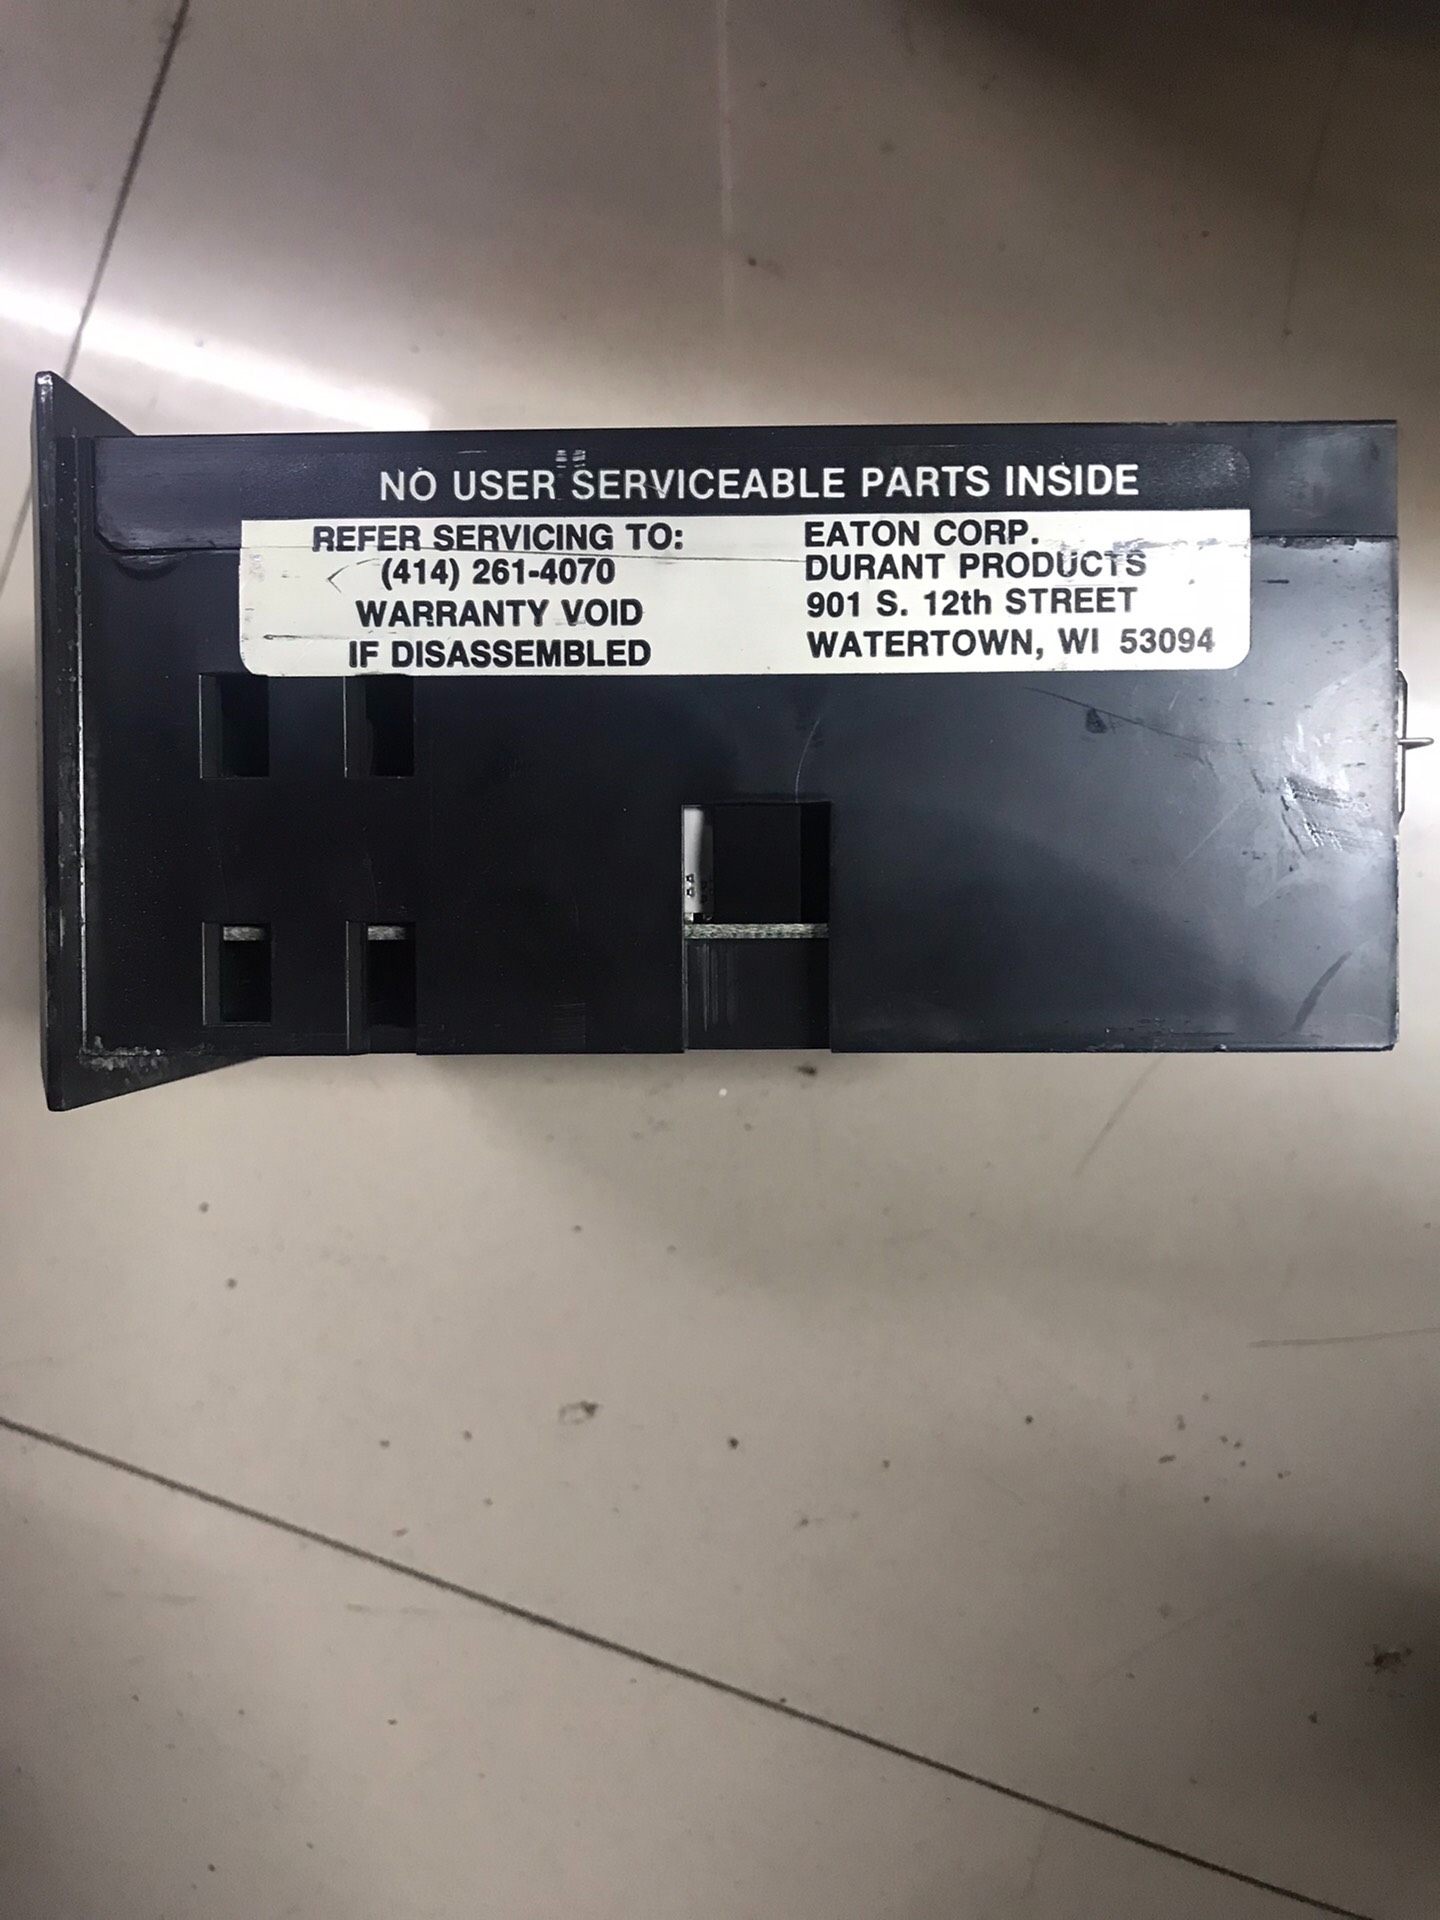 NO USER SERVICEABLE PARTS INSIDE
REFER SERVICING TO:
(414) 261-4070
WARRANTY VOID
IF DISASSEMBLED
EATON CORP.
DURANT PRODUCTS
901 S. 12th STREET
WATERTOWN, WI 53094